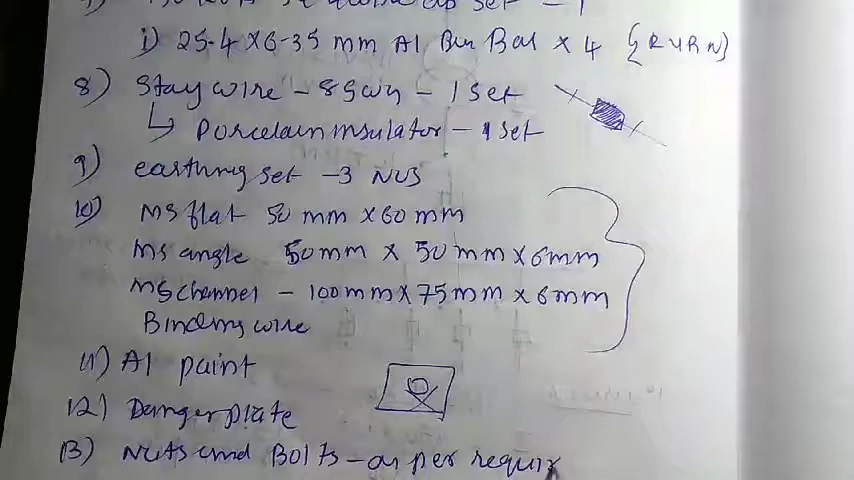 i) 25.4 X 6.35 mm Al Bus Bar x 4 {R Y B N}
8) Stay wire - 8 Swg - 1 set
↳ Porcelain insulator - 1 set
9) earthing set - 3 NOS
10) MS flat 50 mm x 60 mm
Ms angle 50mm x 50 mm x 6mm
MS channel - 100mm x 75mm x 6mm
Binding wire
11) Al paint
12) Danger plate
13) Nuts and Bolts - as per requir